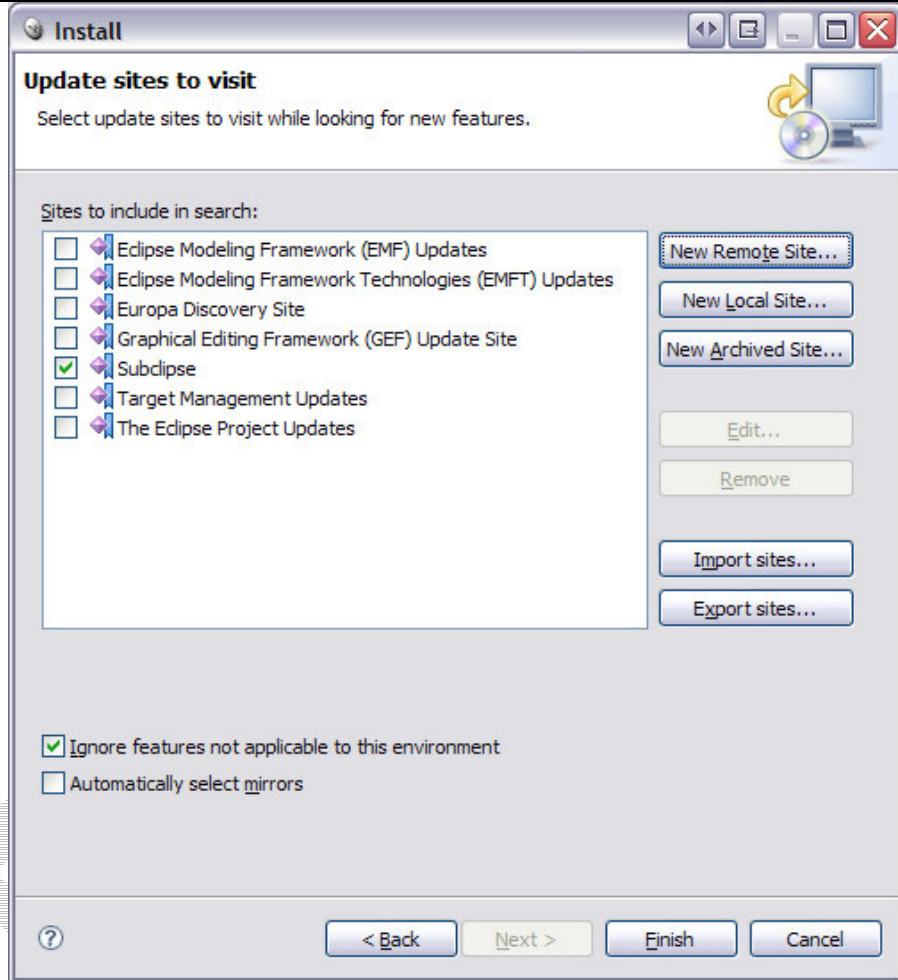 Install
Update sites to visit
Select update sites to visit while looking for new features.
Sites to include in search:
Eclipse Modeling Framework (EMF) Updates
Eclipse Modeling Framework Technologies (EMFT) Updates
Europa Discovery Site
Graphical Editing Framework (GEF) Update Site
Subclipse
Target Management Updates
The Eclipse Project Updates
New Remote Site...
New Local Site...
New Archived Site...
Edit...
Remove
Import sites...
Export sites...
Ignore features not applicable to this environment
Automatically select mirrors
? < Back Next > Finish Cancel